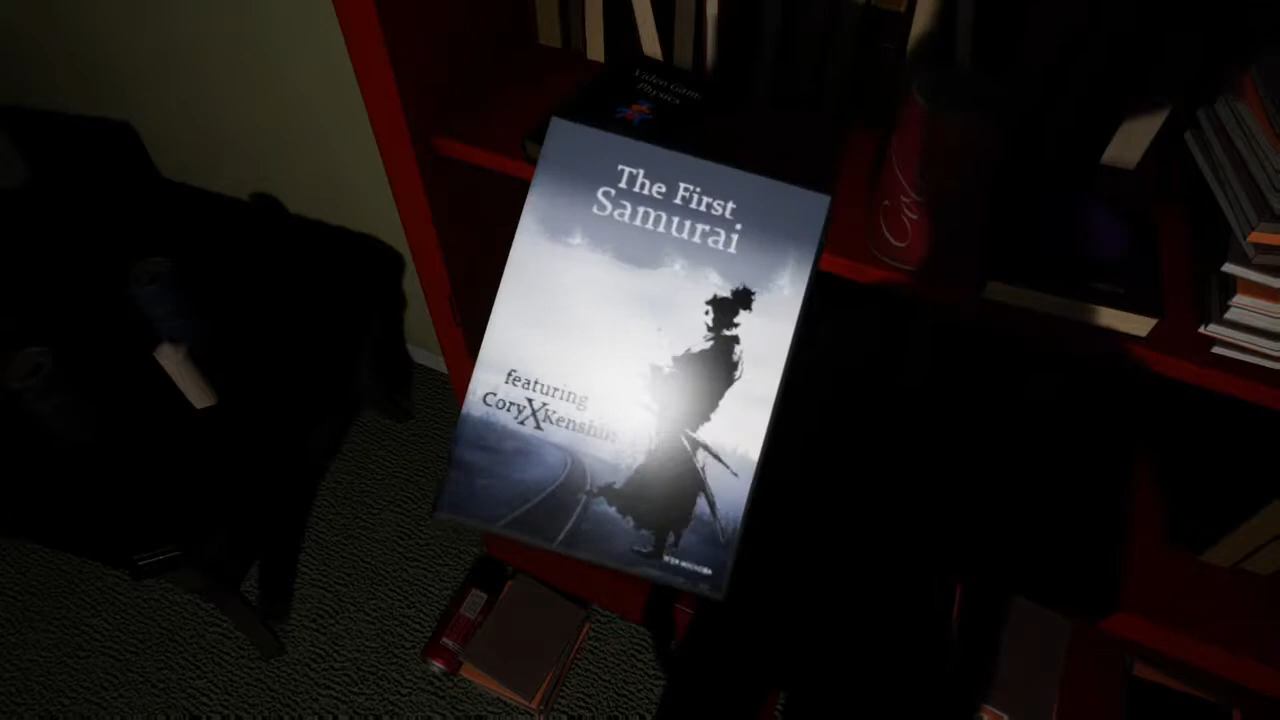 Video Game
Physics
The First
Samurai
featuring
CoryXKenshin